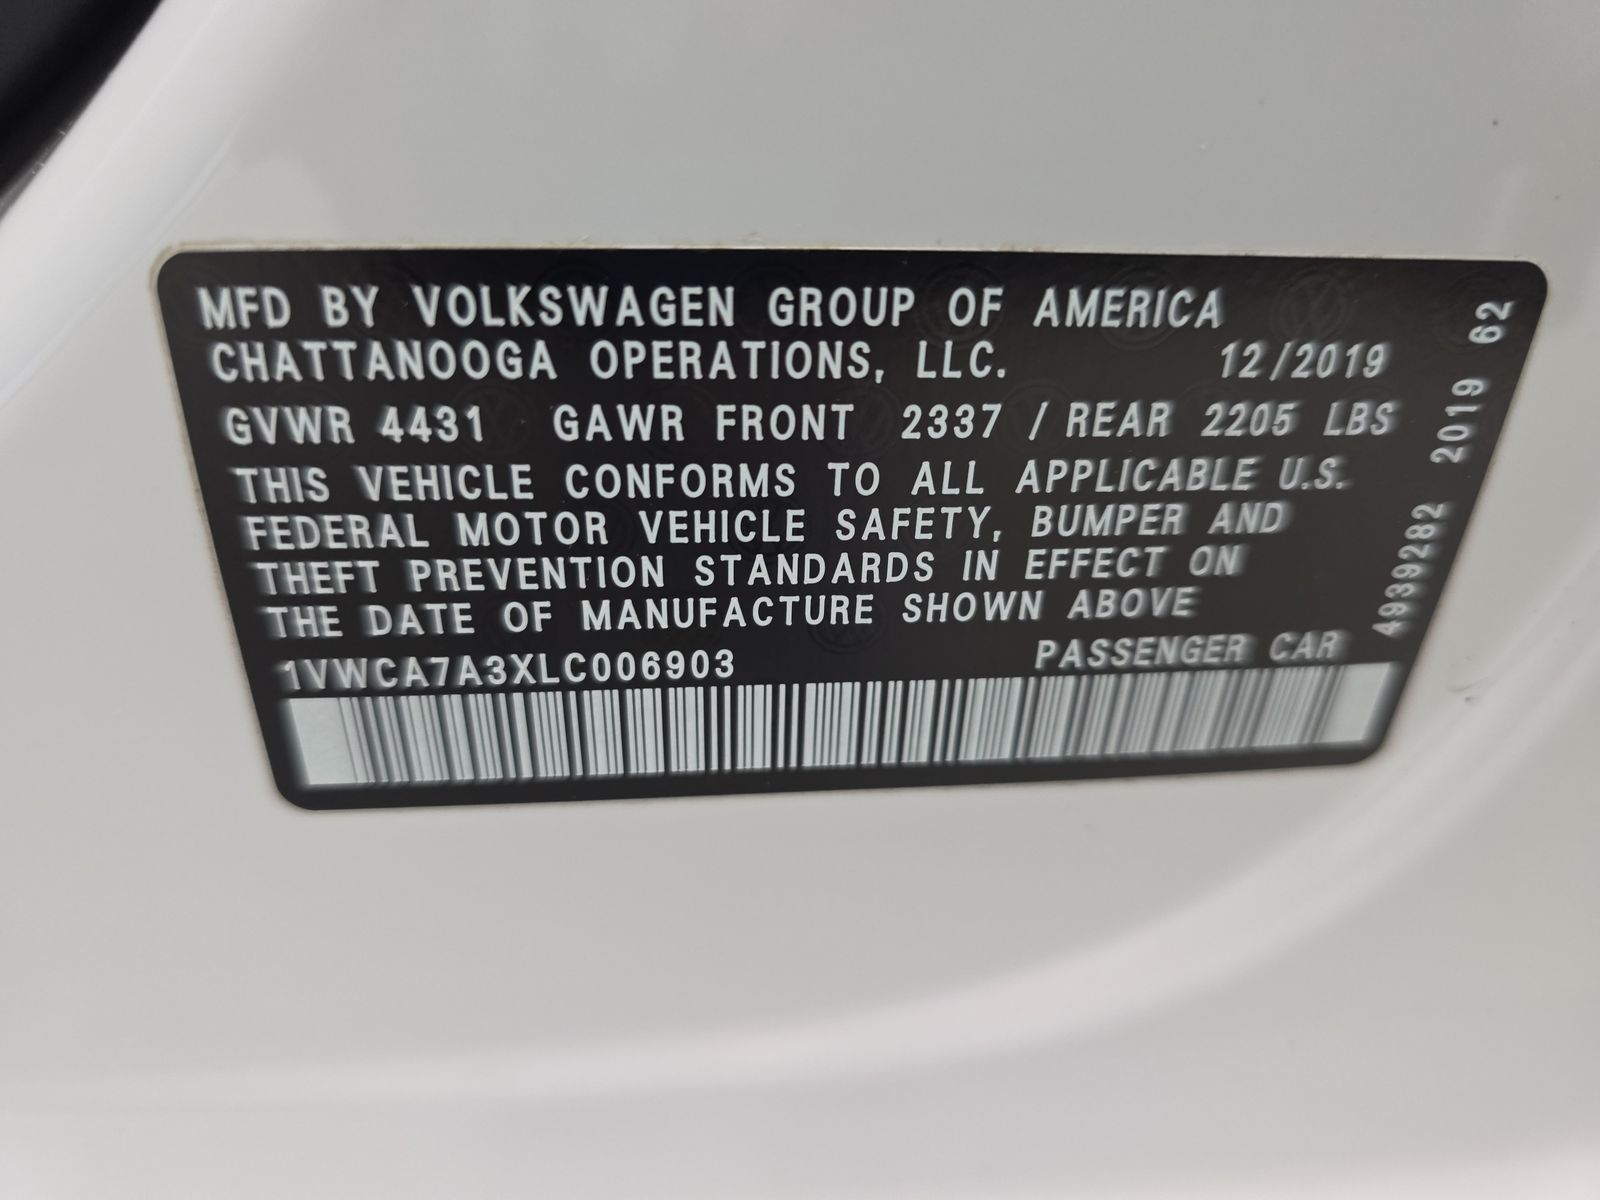 MFD BY VOLKSWAGEN GROUP OF AMERICA
CHATTANOOGA OPERATIONS, LLC. 12/2019
GVWR 4431 GAWR FRONT 2337 / REAR 2205 LBS
THIS VEHICLE CONFORMS TO ALL APPLICABLE U.S.
FEDERAL MOTOR VEHICLE SAFETY, BUMPER AND
THEFT PREVENTION STANDARDS IN EFFECT ON
THE DATE OF MANUFACTURE SHOWN ABOVE
1VWCA7A3XLC006903 PASSENGER CAR
4939282 2019 62